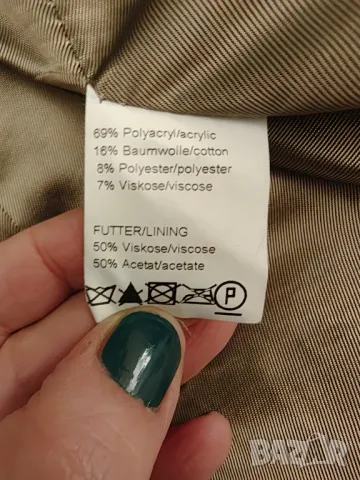 69% Polyacryl/acrylic
16% Baumwolle/cotton
8% Polyester/polyester
7% Viskose/viscose
FUTTER/LINING
50% Viskose/viscose
50% Acetat/acetate
P
BAZAR